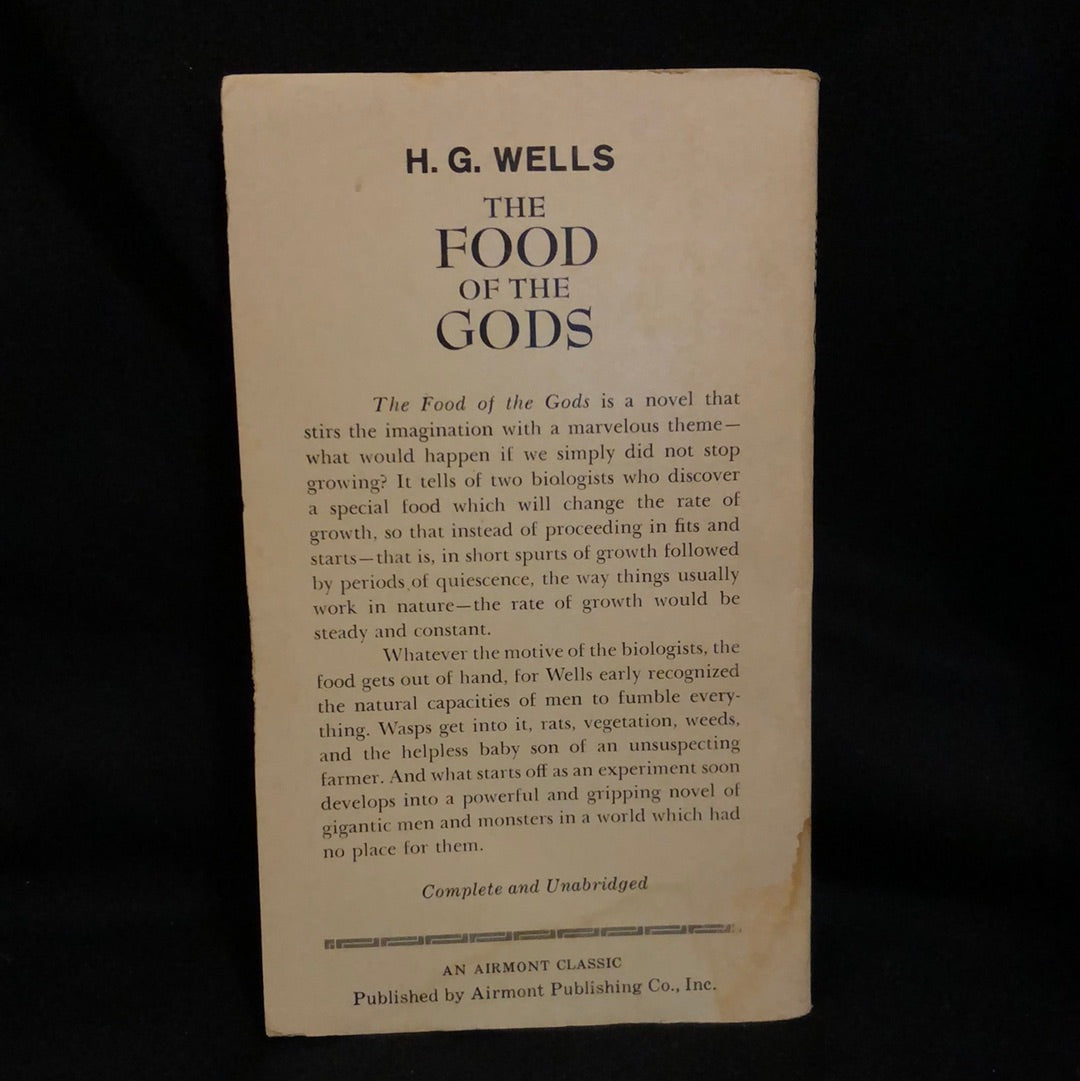 H. G. WELLS
THE
FOOD
OF THE
GODS
The Food of the Gods is a novel that
stirs the imagination with a marvelous theme—
what would happen if we simply did not stop
growing? It tells of two biologists who discover
a special food which will change the rate of
growth, so that instead of proceeding in fits and
starts—that is, in short spurts of growth followed
by periods of quiescence, the way things usually
work in nature—the rate of growth would be
steady and constant.
Whatever the motive of the biologists, the
food gets out of hand, for Wells early recognized
the natural capacities of men to fumble every-
thing. Wasps get into it, rats, vegetation, weeds,
and the helpless baby son of an unsuspecting
farmer. And what starts off as an experiment soon
develops into a powerful and gripping novel of
gigantic men and monsters in a world which had
no place for them.
Complete and Unabridged
AN AIRMONT CLASSIC
Published by Airmont Publishing Co., Inc.